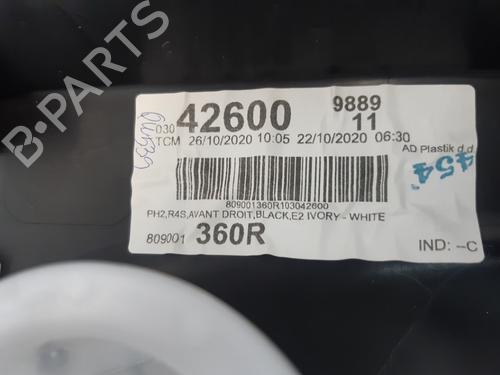 B-PARTS
030 42600 9889
11
TCM 26/10/2020 10:05 22/10/2020 06:30
AD Plastik d.d
454
809001360R103042600
PH2,R4S,AVANT DROIT,BLACK,E2 IVORY - WHITE
809001 360R
IND: --C